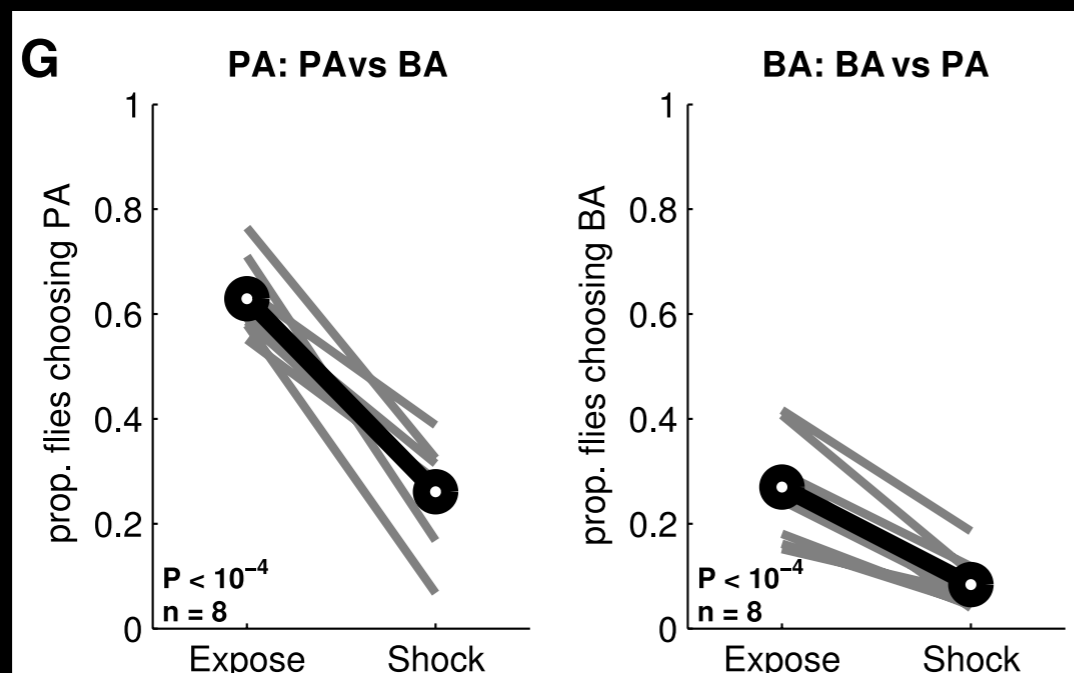 G
PA: PAvs BA
prop. flies choosing PA
1
0.8
0.6
0.4
0.2
0
P < 10⁻⁴
n = 8
Expose Shock
BA: BA vs PA
prop. flies choosing BA
1
0.8
0.6
0.4
0.2
0
P < 10⁻⁴
n = 8
Expose Shock